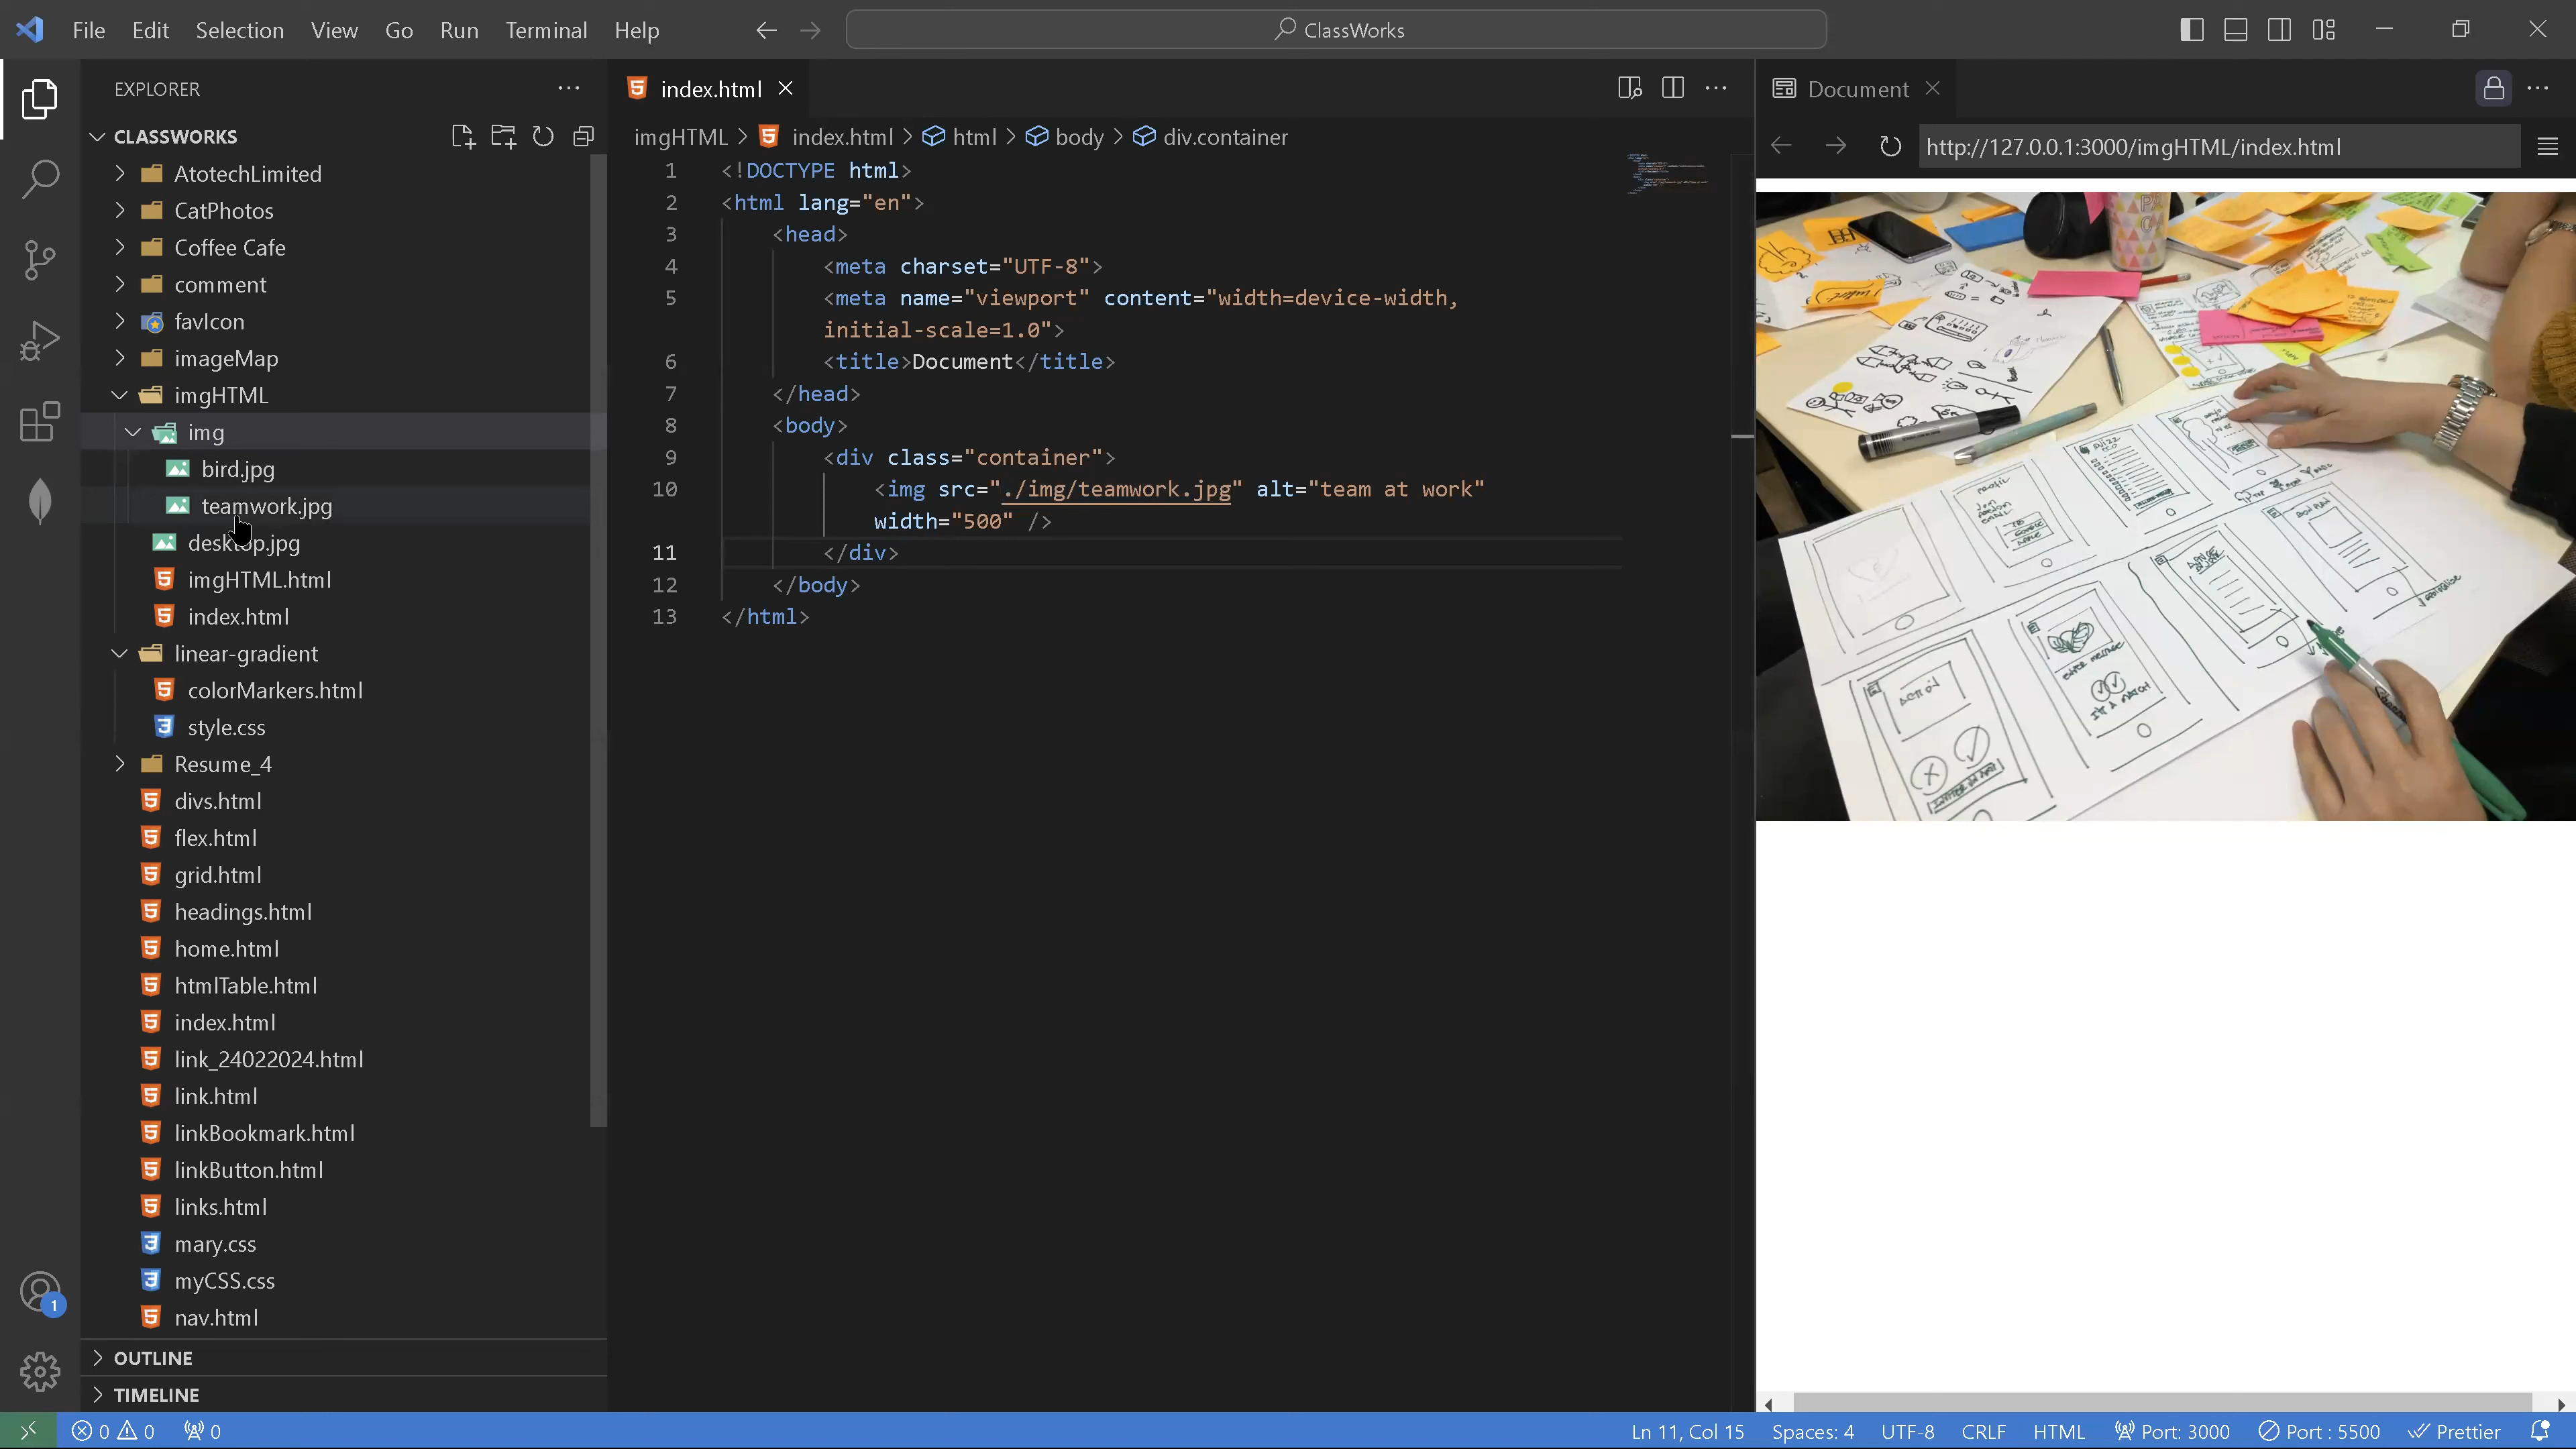 File Edit Selection View Go Run Terminal Help
ClassWorks
EXPLORER
CLASSWORKS
AtotechLimited
CatPhotos
Coffee Cafe
comment
favIcon
imageMap
imgHTML
img
bird.jpg
teamwork.jpg
desktop.jpg
imgHTML.html
index.html
linear-gradient
colorMarkers.html
style.css
Resume_4
divs.html
flex.html
grid.html
headings.html
home.html
htmlTable.html
index.html
link_24022024.html
link.html
linkBookmark.html
linkButton.html
links.html
mary.css
myCSS.css
nav.html
OUTLINE
TIMELINE
1
index.html
imgHTML > index.html > html > body > div.container
1 <!DOCTYPE html>
2 <html lang="en">
3 <head>
4 <meta charset="UTF-8">
5 <meta name="viewport" content="width=device-width,
initial-scale=1.0">
6 <title>Document</title>
7 </head>
8 <body>
9 <div class="container">
10 <img src="./img/teamwork.jpg" alt="team at work"
width="500" />
11 </div>
12 </body>
13 </html>
Document
http://127.0.0.1:3000/imgHTML/index.html
0 0 0
Ln 11, Col 15 Spaces: 4 UTF-8 CRLF HTML Port: 3000 Port : 5500 Prettier